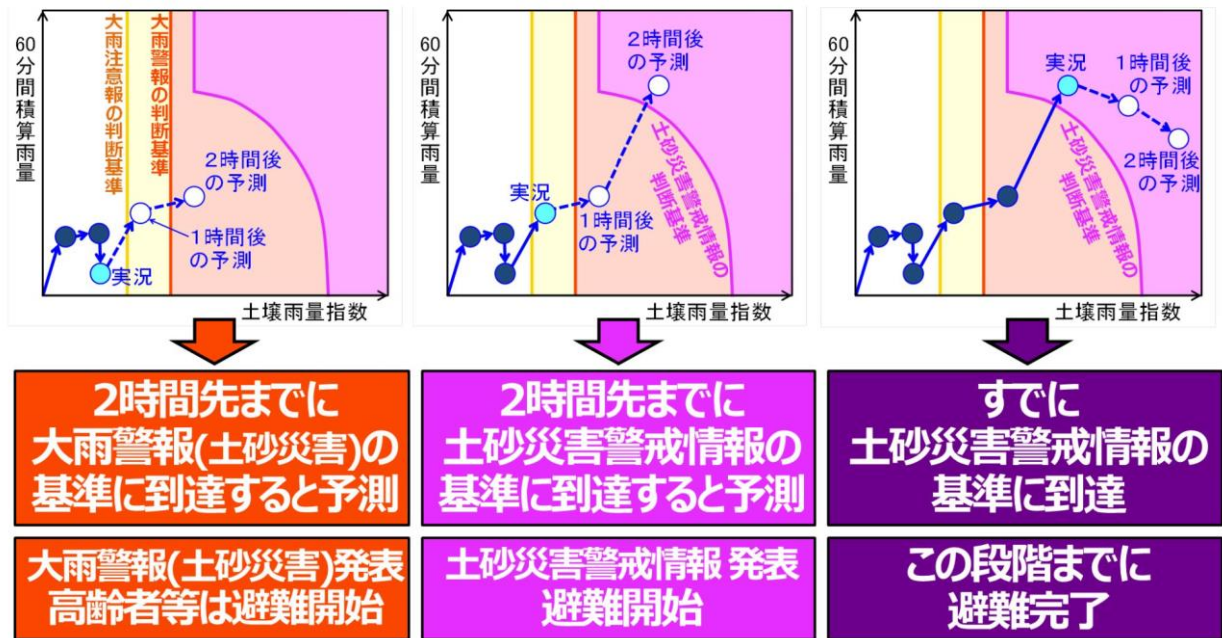 60分間積算雨量
大雨注意報の判断基準
大雨警報の判断基準
2時間後
の予測
1時間後
の予測
実況
土壌雨量指数
60分間積算雨量
2時間後
の予測
実況
1時間後
の予測
土砂災害警戒情報の
判断基準
土壌雨量指数
60分間積算雨量
実況
1時間後
の予測
2時間後
の予測
土砂災害警戒情報の
判断基準
土壌雨量指数
2時間先までに
大雨警報(土砂災害)の
基準に到達すると予測
大雨警報(土砂災害)発表
高齢者等は避難開始
2時間先までに
土砂災害警戒情報の
基準に到達すると予測
土砂災害警戒情報 発表
避難開始
すでに
土砂災害警戒情報の
基準に到達
この段階までに
避難完了